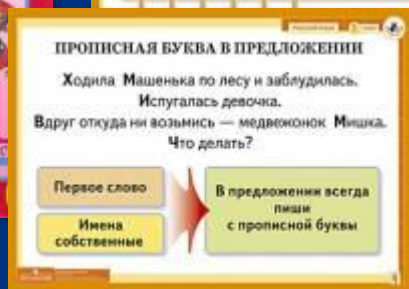 ПРОПИСНАЯ БУКВА В ПРЕДЛОЖЕНИИ
Ходила Машенька по лесу и заблудилась.
Испугалась девочка.
Вдруг откуда ни возьмись — медвежонок Мишка.
Что делать?
Первое слово
Имена
собственные
В предложении всегда
пиши
с прописной буквы